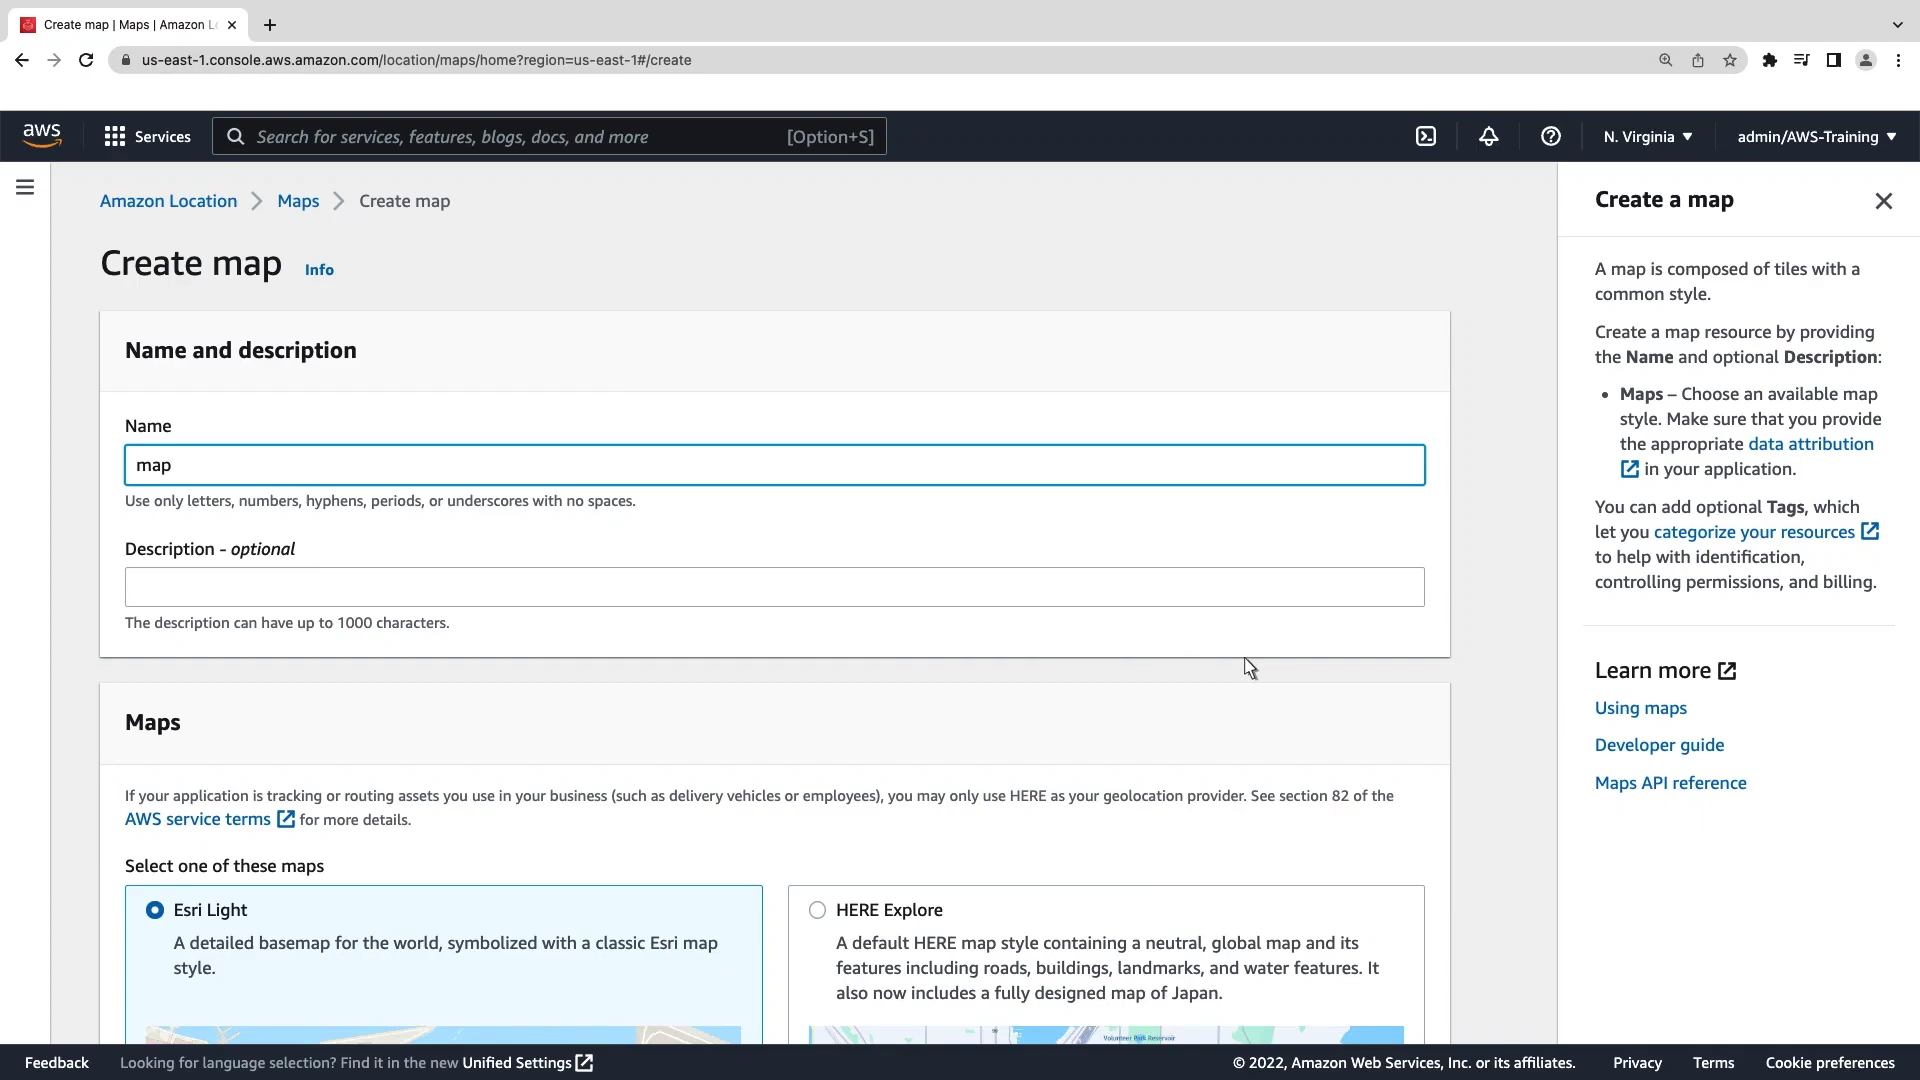 Create map | Maps | Amazon Lo
us-east-1.console.aws.amazon.com/location/maps/home?region=us-east-1#/create
aws
Services
Search for services, features, blogs, docs, and more
[Option+S]
N. Virginia
admin/AWS-Training
Amazon Location
Maps
Create map
Create map
Info
Name and description
Name
map
Use only letters, numbers, hyphens, periods, or underscores with no spaces.
Description - optional
The description can have up to 1000 characters.
Maps
If your application is tracking or routing assets you use in your business (such as delivery vehicles or employees), you may only use HERE as your geolocation provider. See section 82 of the
AWS service terms for more details.
Select one of these maps
Esri Light
A detailed basemap for the world, symbolized with a classic Esri map
style.
HERE Explore
A default HERE map style containing a neutral, global map and its
features including roads, buildings, landmarks, and water features. It
also now includes a fully designed map of Japan.
Volunteer Park Reservoir
Create a map
A map is composed of tiles with a
common style.
Create a map resource by providing
the Name and optional Description:
• Maps – Choose an available map
style. Make sure that you provide
the appropriate data attribution
in your application.
You can add optional Tags, which
let you categorize your resources
to help with identification,
controlling permissions, and billing.
Learn more
Using maps
Developer guide
Maps API reference
Feedback
Looking for language selection? Find it in the new Unified Settings
© 2022, Amazon Web Services, Inc. or its affiliates.
Privacy
Terms
Cookie preferences